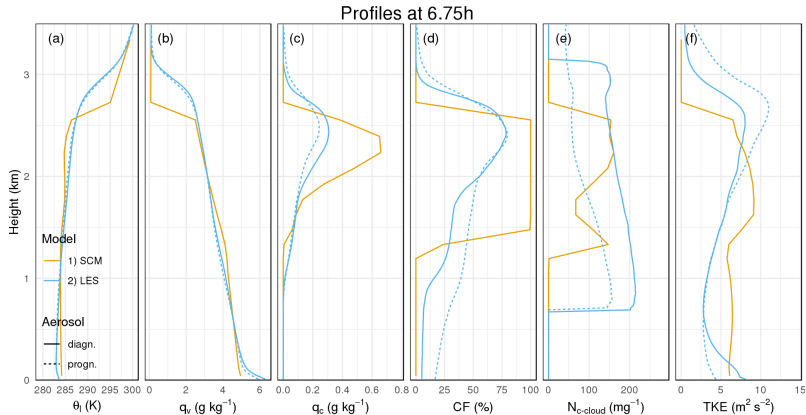 Profiles at 6.75h
(a) (b) (c) (d) (e) (f)
3
2
1
0
Height (km)
Model
1) SCM
2) LES
Aerosol
diagn.
progn.
280 285 290 295 300 0 2 4 6 0.0 0.2 0.4 0.6 0.8 0 25 50 75 100 0 100 200 0 5 10 15
θl (K) qv (g kg−1) qc (g kg−1) CF (%) Nc-cloud (mg−1) TKE (m2 s−2)